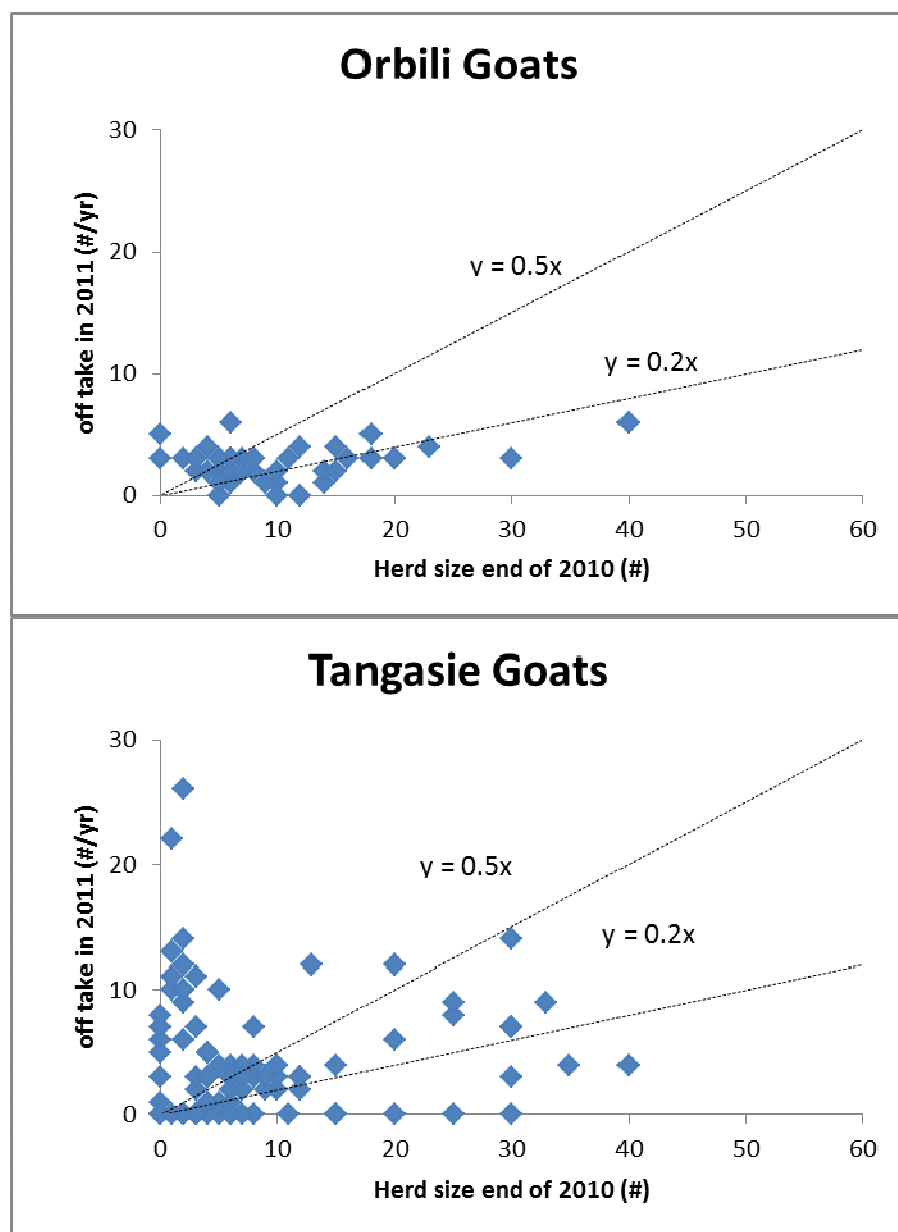 Orbili Goats
off take in 2011 (#/yr)
30
20
10
0
y = 0.5x
y = 0.2x
0 10 20 30 40 50 60
Herd size end of 2010 (#)
Tangasie Goats
off take in 2011 (#/yr)
30
20
10
0
y = 0.5x
y = 0.2x
0 10 20 30 40 50 60
Herd size end of 2010 (#)